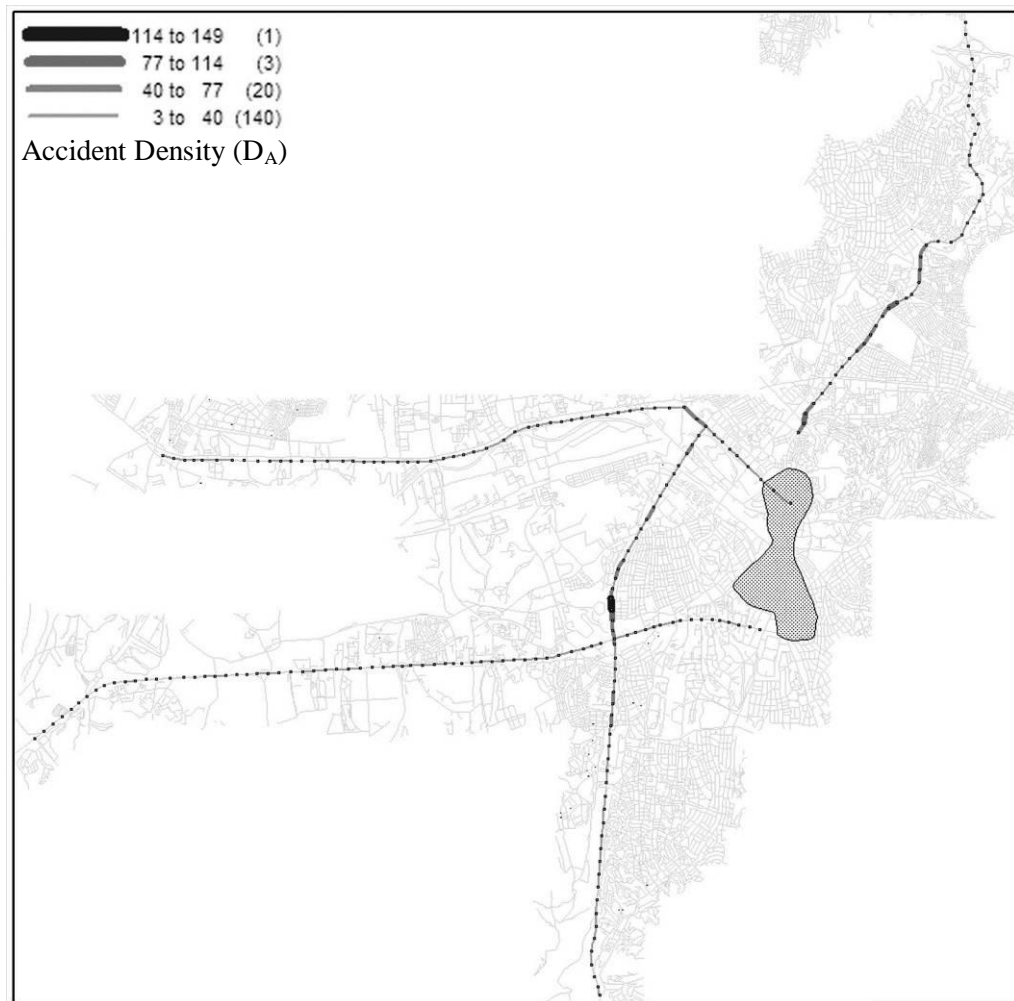 114 to 149 (1)
77 to 114 (3)
40 to 77 (20)
3 to 40 (140)
Accident Density (D_A)